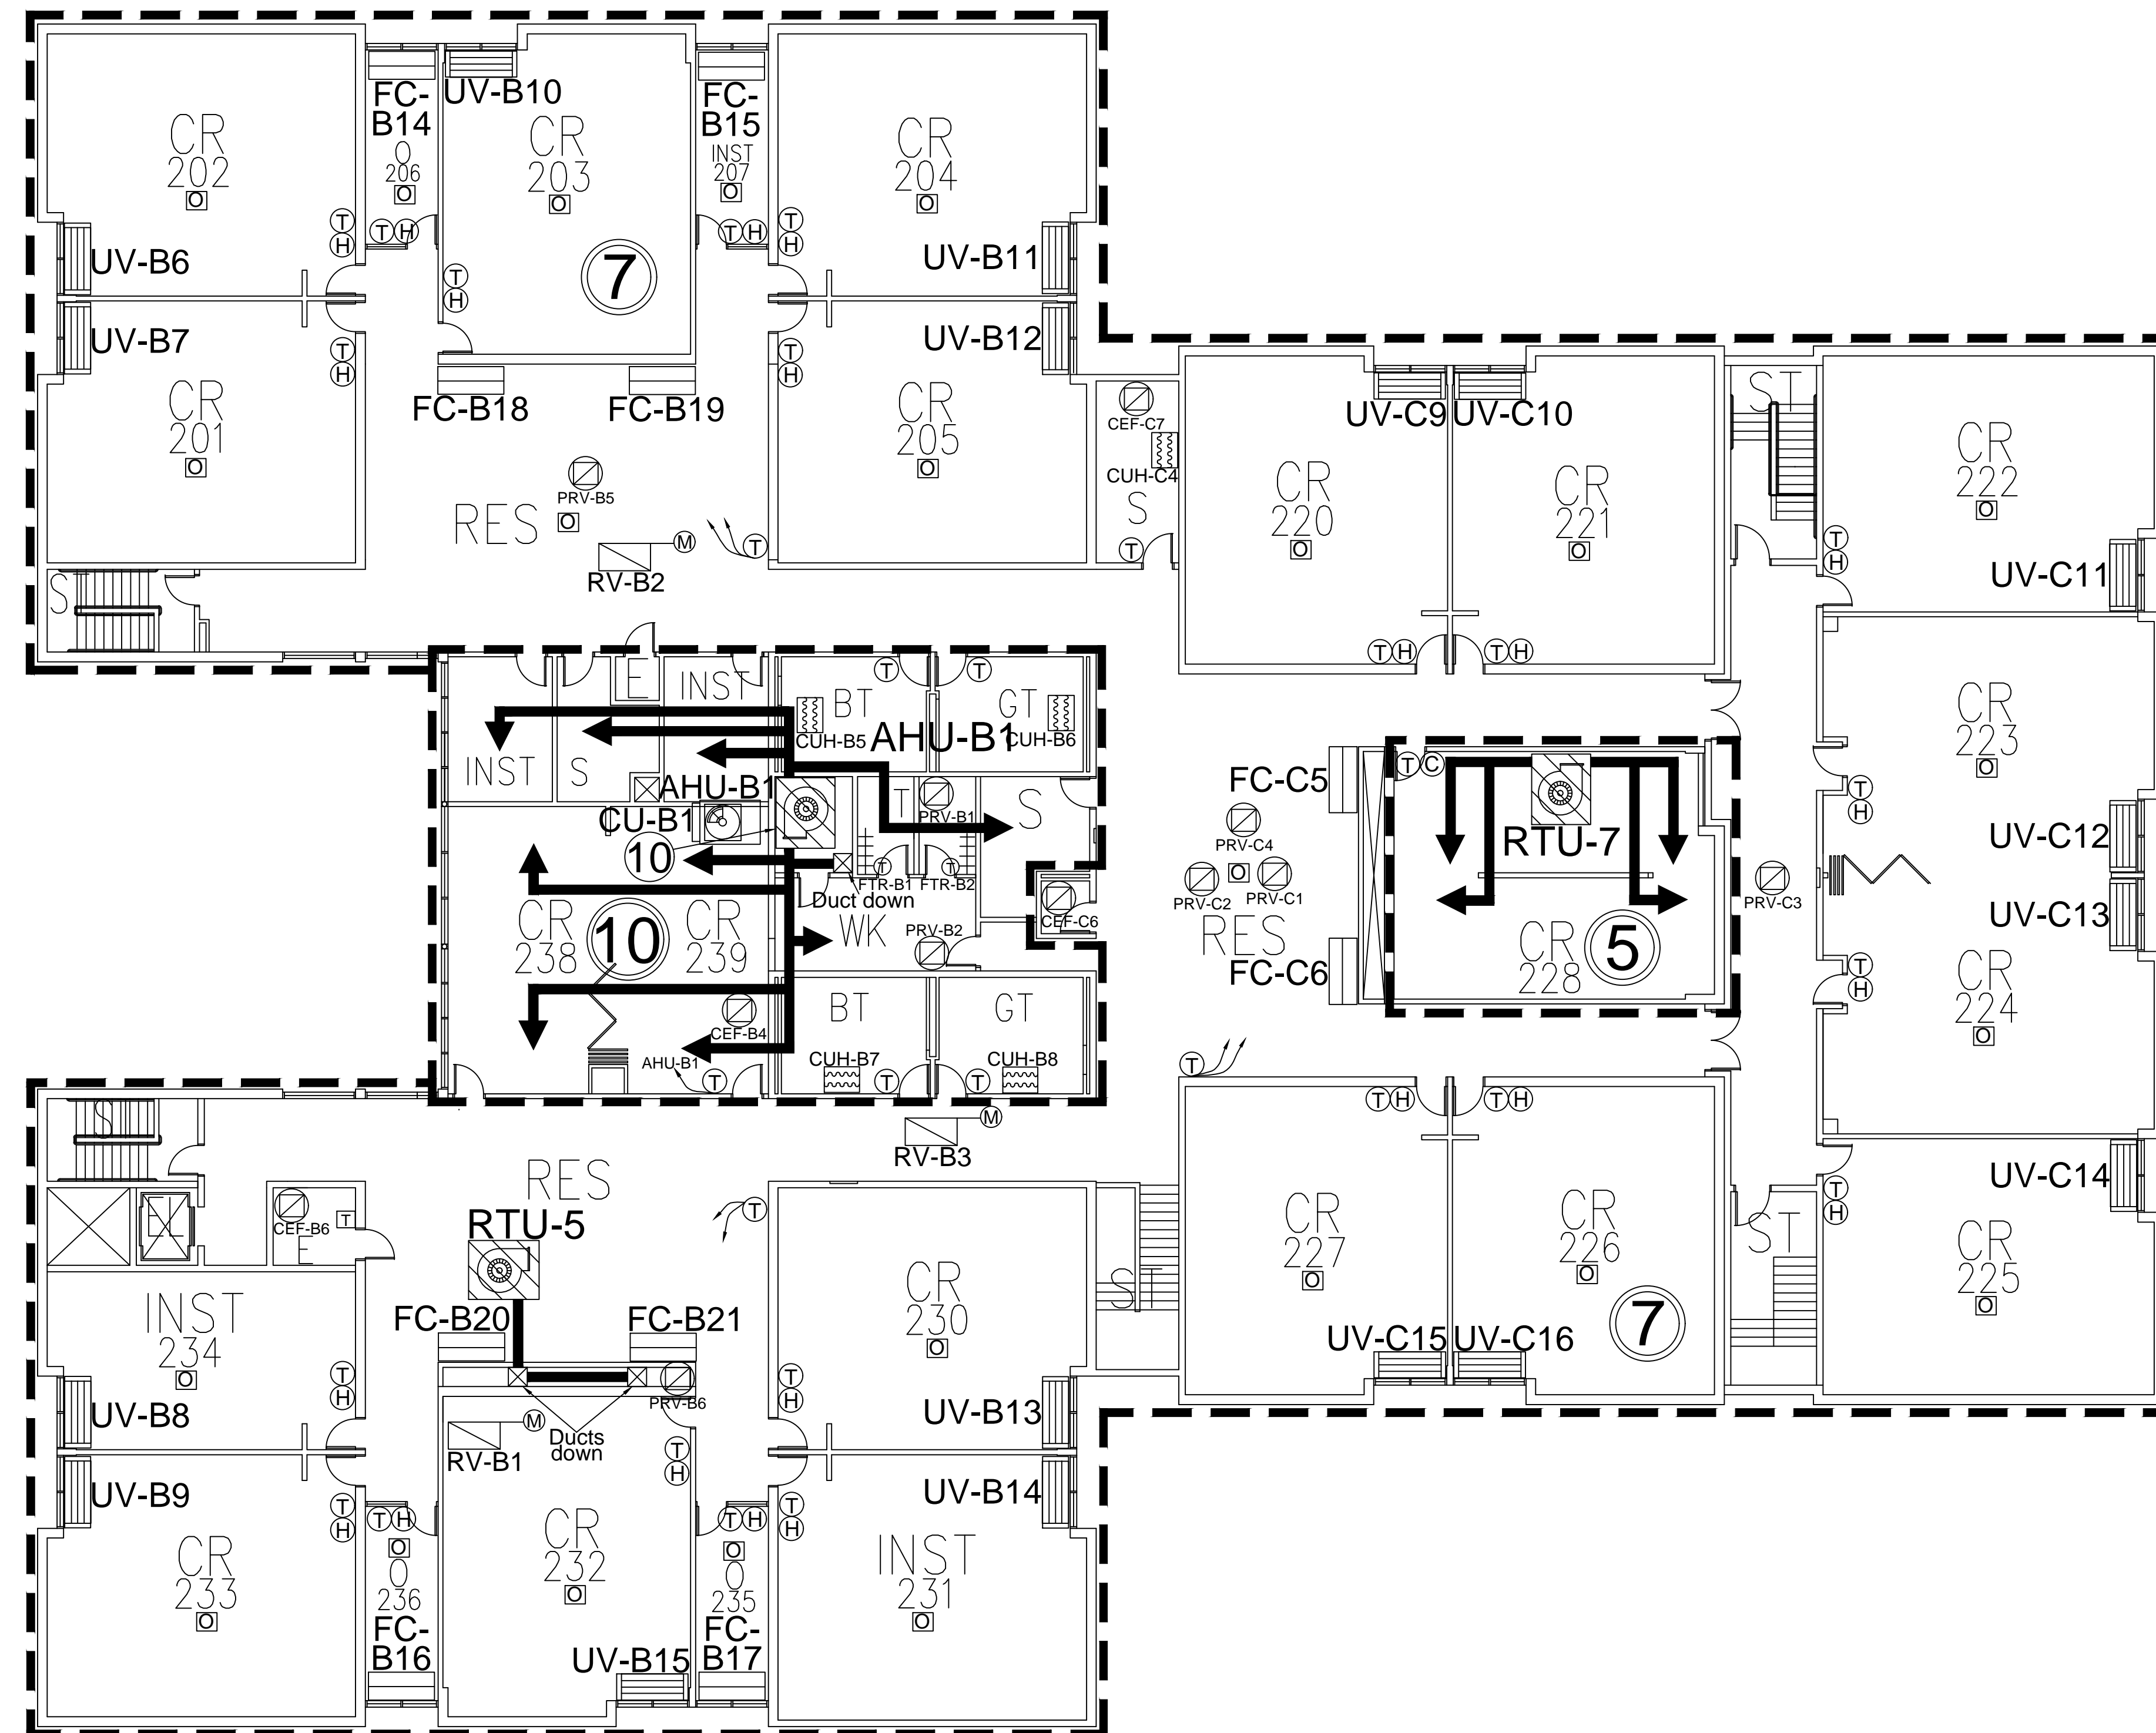 FC-
B14
UV-B10
FC-
B15
CR
202
O
206
CR
203
INST
207
CR
204
O
O
O
O
O
T
H
T H
T H
T
H
UV-B6
7
T
H
UV-B11
UV-B7
T
H
T
H
UV-B12
CR
201
O
FC-B18
FC-B19
CR
205
O
CEF-C7
CUH-C4
S
T
UV-C9
UV-C10
ST
CR
220
O
CR
221
O
CR
222
O
PRV-B5
RES
O
M
T
RV-B2
T
H
UV-C11
ST
T H
T H
E
INST
T
T
BT
GT
CUH-B5
AHU-B1
CUH-B6
INST
S
AHU-B1
CU-B1
T
PRV-B1
S
10
T
T
FTR-B1
FTR-B2
Duct down
CEF-C6
CR
238
10
CR
239
WK
PRV-B2
BT
GT
CEF-B4
AHU-B1
T
CUH-B7
T
T
CUH-B8
FC-C5
PRV-C4
O
PRV-C2
PRV-C1
RES
FC-C6
T
T C
RTU-7
CR
228
5
PRV-C3
CR
223
O
T
H
UV-C12
UV-C13
T
H
CR
224
O
T H
T H
M
RV-B3
S
RES
T
EL
CEF-B6
T
E
RTU-5
INST
234
O
T
H
FC-B20
FC-B21
CR
230
O
ST
CR
227
O
CR
226
O
7
ST
T
H
UV-C14
CR
225
O
UV-C15
UV-C16
PRV-B6
T
H
UV-B8
M
RV-B1
Ducts
down
T
H
UV-B13
UV-B9
T
H
T H
T H
T
H
UV-B14
CR
233
O
O
O
236
FC-
B16
CR
232
O
UV-B15
O
O
235
FC-
B17
INST
231
O